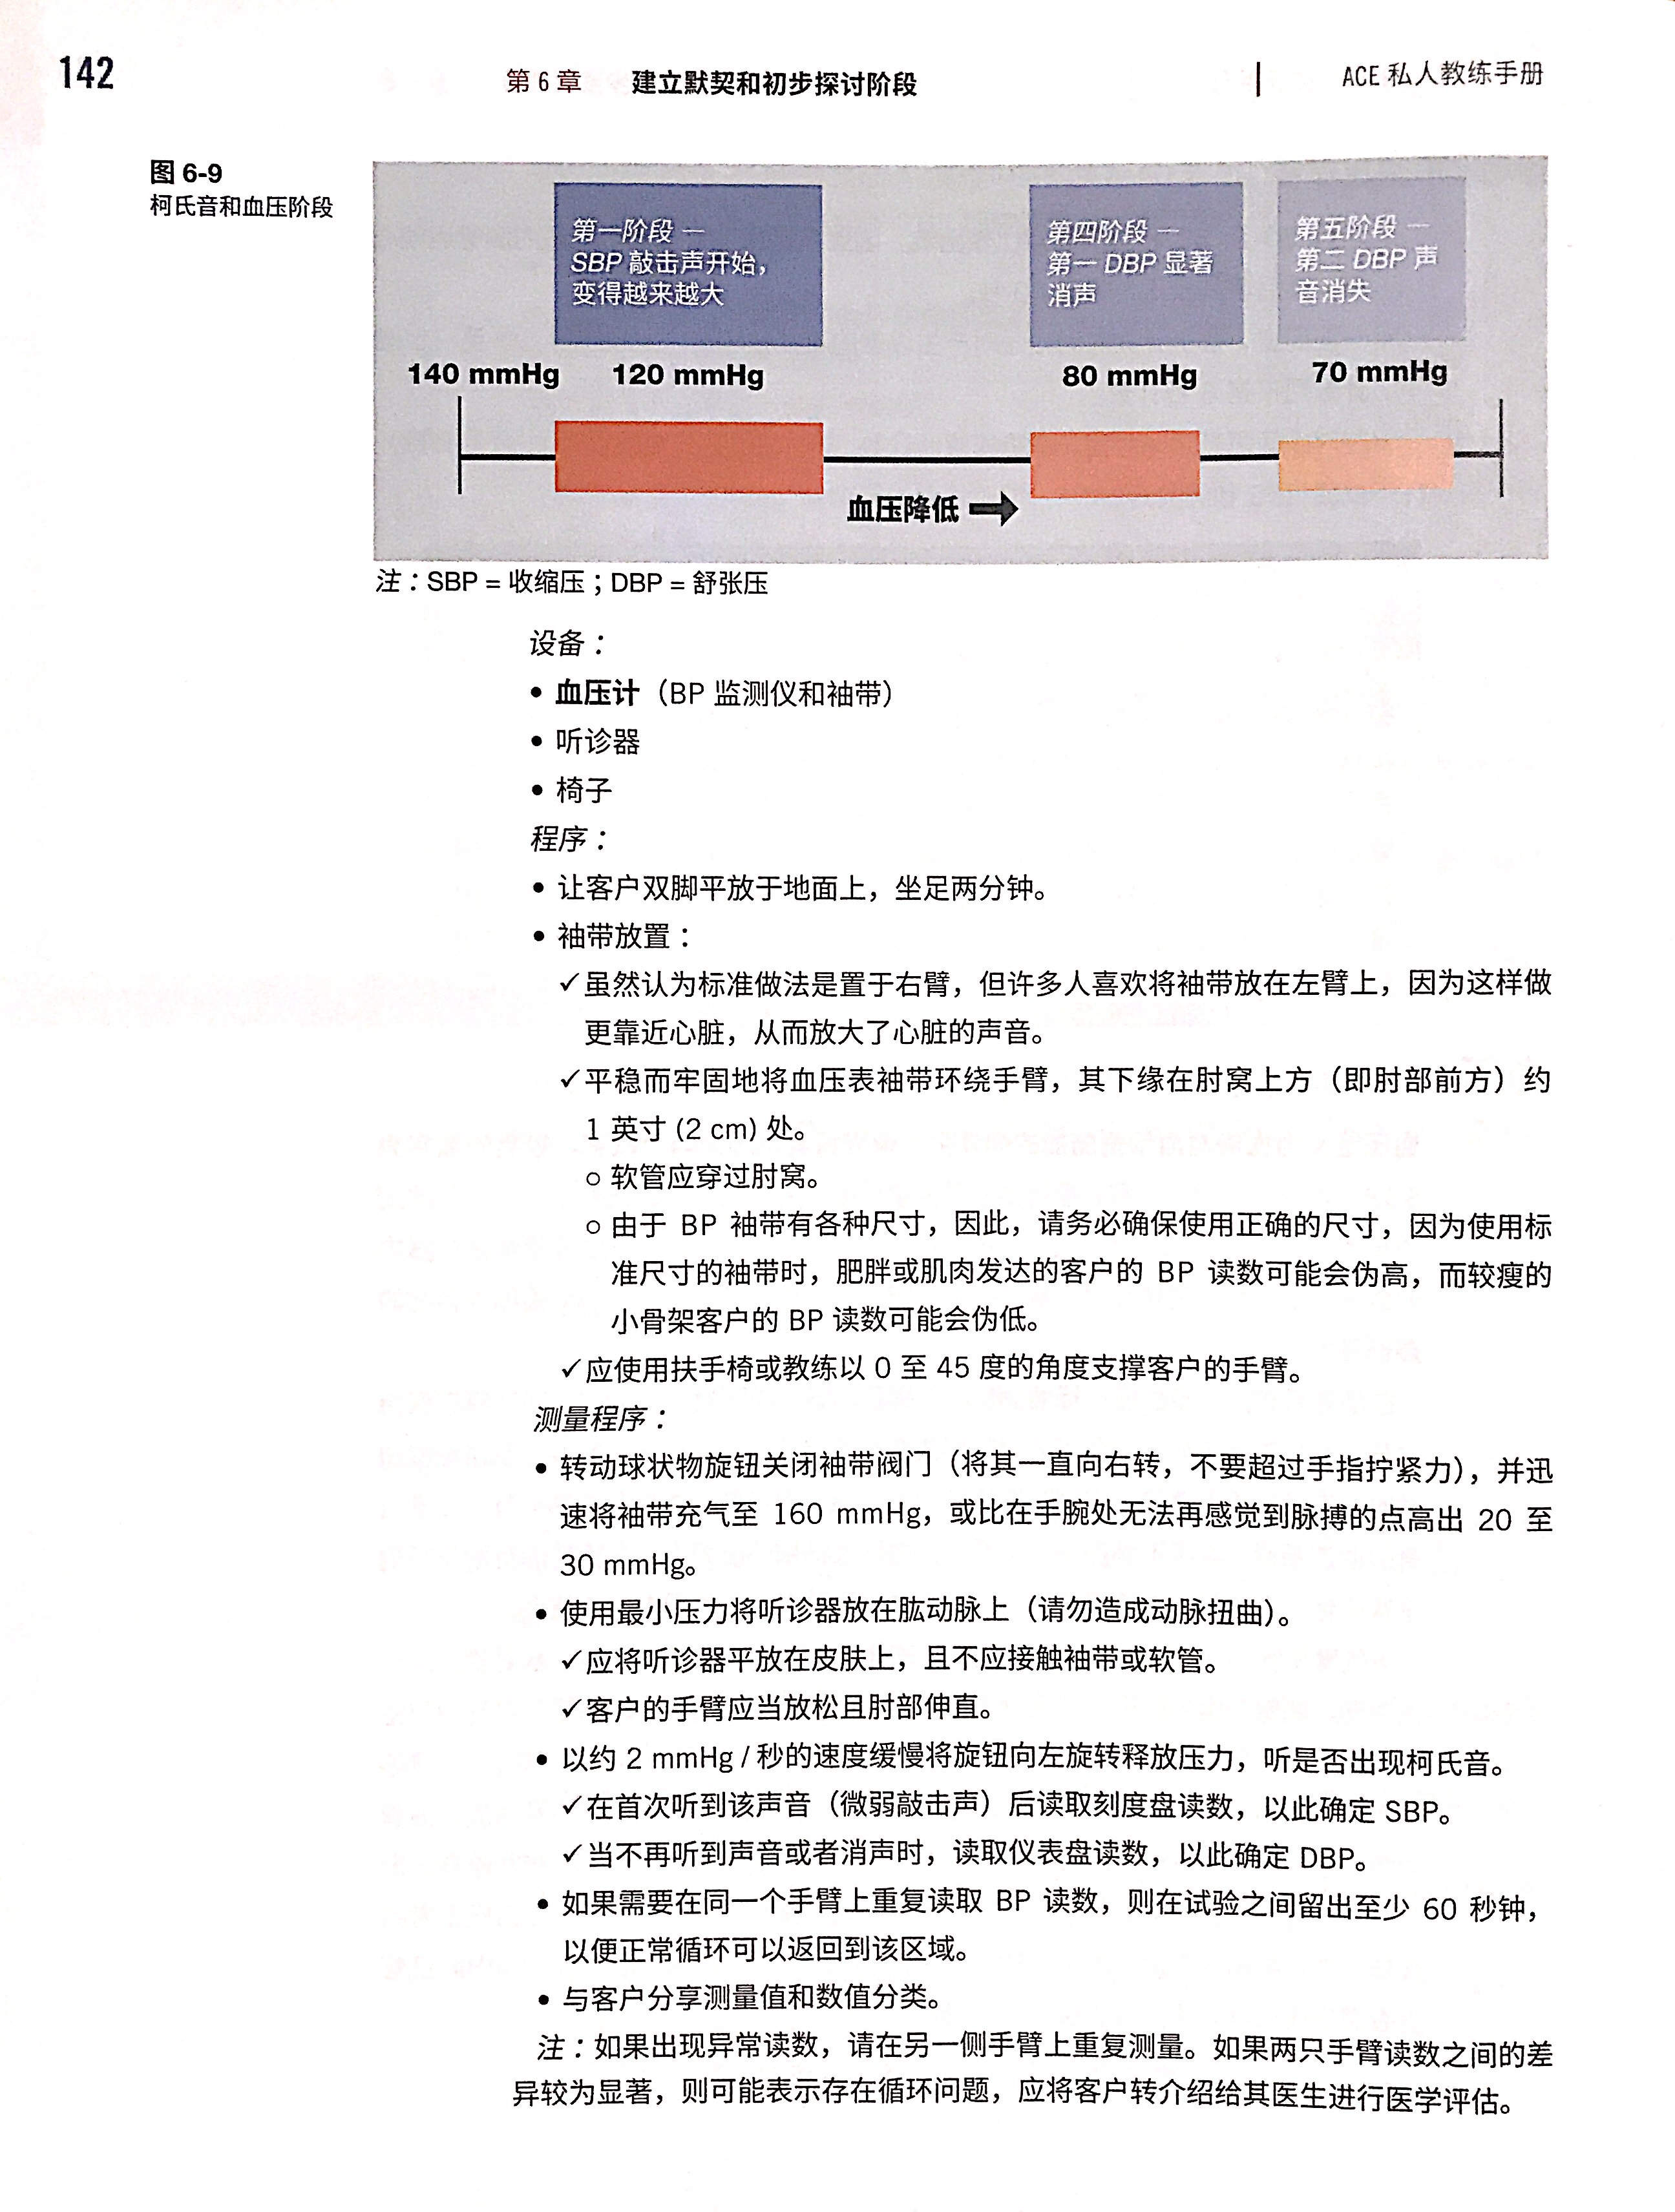 142
第 6 章 建立默契和初步探讨阶段
ACE 私人教练手册
图 6-9
柯氏音和血压阶段
第一阶段 —
SBP 敲击声开始，
变得越来越大
第四阶段 —
第一 DBP 显著
消声
第五阶段 —
第二 DBP 声
音消失
140 mmHg 120 mmHg 80 mmHg 70 mmHg
血压降低
注：SBP = 收缩压；DBP = 舒张压
设备：
• 血压计（BP 监测仪和袖带）
• 听诊器
• 椅子
程序：
• 让客户双脚平放于地面上，坐足两分钟。
• 袖带放置：
✓ 虽然认为标准做法是置于右臂，但许多人喜欢将袖带放在左臂上，因为这样做
更靠近心脏，从而放大了心脏的声音。
✓ 平稳而牢固地将血压表袖带环绕手臂，其下缘在肘窝上方（即肘部前方）约
1 英寸 (2 cm) 处。
○ 软管应穿过肘窝。
○ 由于 BP 袖带有各种尺寸，因此，请务必确保使用正确的尺寸，因为使用标
准尺寸的袖带时，肥胖或肌肉发达的客户的 BP 读数可能会伪高，而较瘦的
小骨架客户的 BP 读数可能会伪低。
✓ 应使用扶手椅或教练以 0 至 45 度的角度支撑客户的手臂。
测量程序：
• 转动球状物旋钮关闭袖带阀门（将其一直向右转，不要超过手指拧紧力），并迅
速将袖带充气至 160 mmHg，或比在手腕处无法再感觉到脉搏的点高出 20 至
30 mmHg。
• 使用最小压力将听诊器放在肱动脉上（请勿造成动脉扭曲）。
✓ 应将听诊器平放在皮肤上，且不应接触袖带或软管。
✓ 客户的手臂应当放松且肘部伸直。
• 以约 2 mmHg / 秒的速度缓慢将旋钮向左旋转释放压力，听是否出现柯氏音。
✓ 在首次听到该声音（微弱敲击声）后读取刻度盘读数，以此确定 SBP。
✓ 当不再听到声音或者消声时，读取仪表盘读数，以此确定 DBP。
• 如果需要在同一个手臂上重复读取 BP 读数，则在试验之间留出至少 60 秒钟，
以便正常循环可以返回到该区域。
• 与客户分享测量值和数值分类。
注：如果出现异常读数，请在另一侧手臂上重复测量。如果两只手臂读数之间的差
异较为显著，则可能表示存在循环问题，应将客户转介绍给其医生进行医学评估。